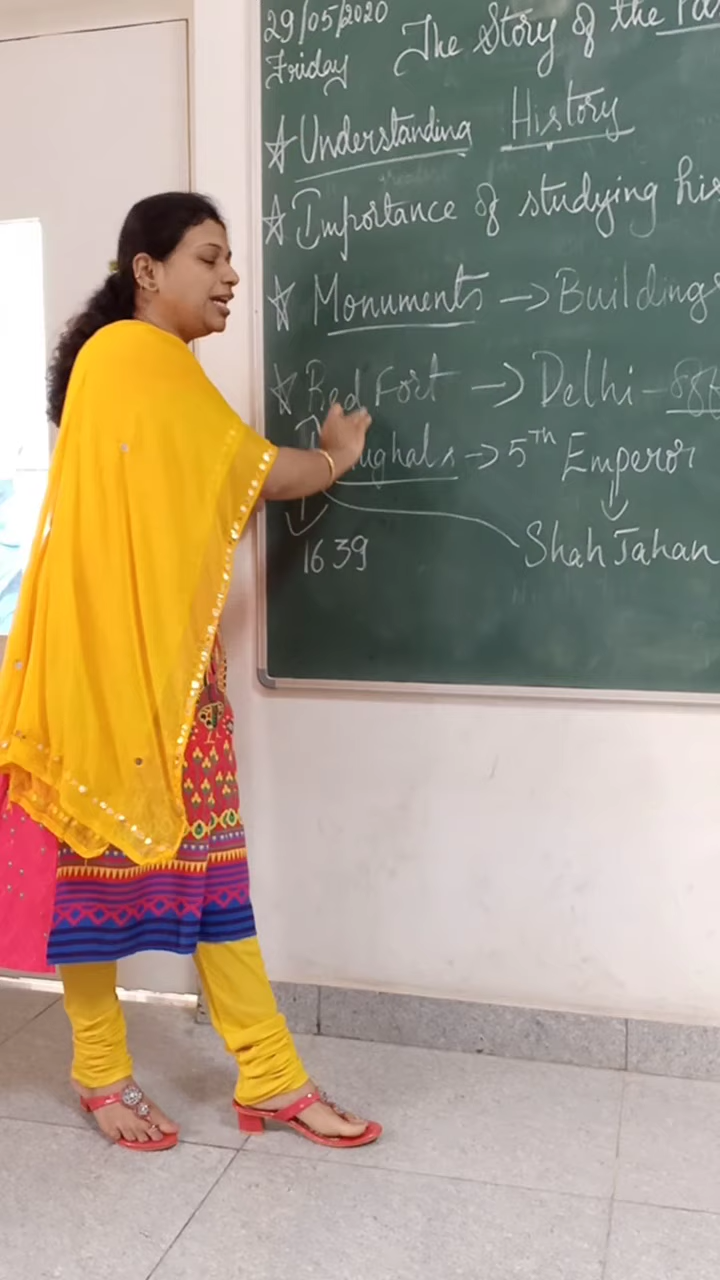 29/05/2020
Friday
The Story of the Pa
☆ Understanding History
☆ Importance of studying his
☆ Monuments → Buildings
☆ Red Fort → Delhi -
ughals → 5Th Emperor
Shah Jahan
1639